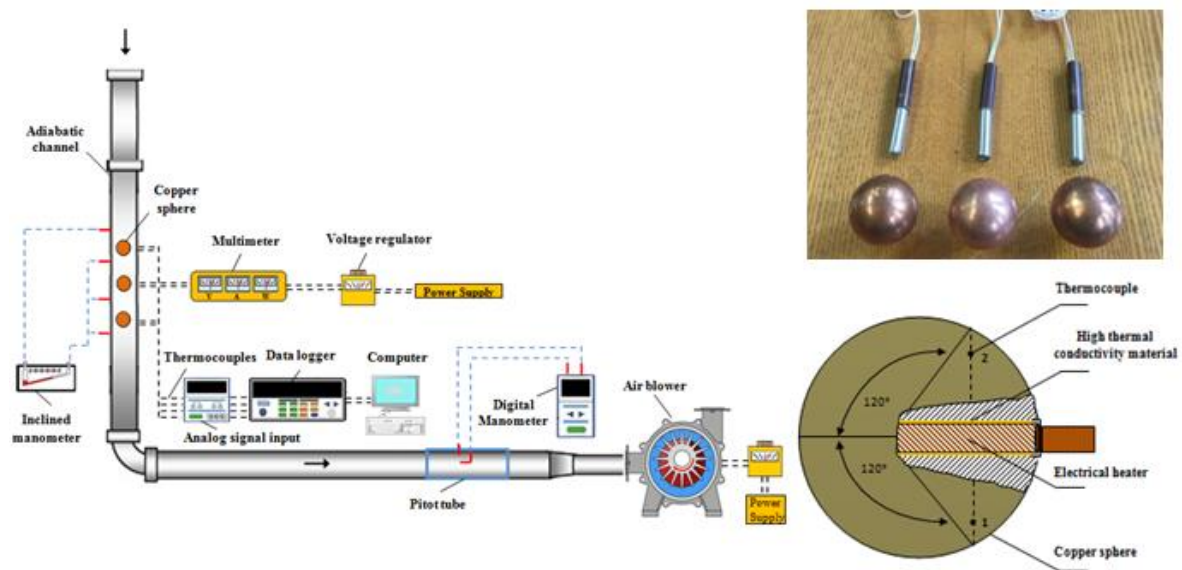 Adiabatic
channel
Copper
sphere
Multimeter
Voltage regulator
V A W
Power Supply
Thermocouples
Data logger
Computer
Analog signal input
Inclined
manometer
Digital
Manometer
Air blower
Pitot tube
Power
Supply
Thermocouple
High thermal
conductivity material
2
120°
120°
Electrical heater
1
Copper sphere